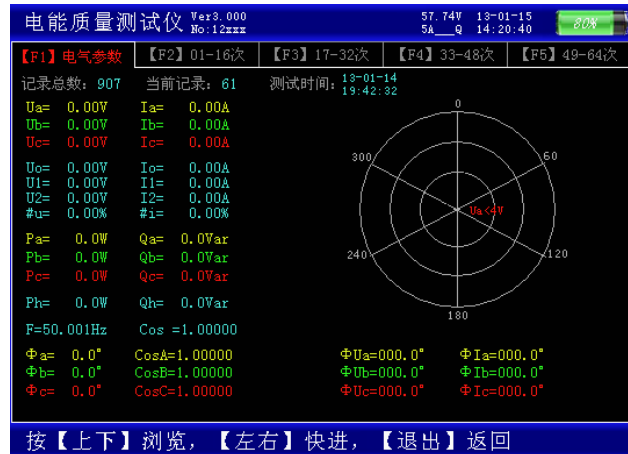 电能质量测试仪 Ver3.000 No:12xxx 57.74V 13-01-15 5A__Q 14:20:40 80%
【F1】电气参数 【F2】01-16次 【F3】17-32次 【F4】33-48次 【F5】49-64次
记录总数: 907 当前记录: 61 测试时间: 13-01-14 19:42:32
Ua= 0.00V Ia= 0.00A
Ub= 0.00V Ib= 0.00A
Uc= 0.00V Ic= 0.00A
Uo= 0.00V Io= 0.00A
U1= 0.00V I1= 0.00A
U2= 0.00V I2= 0.00A
#u= 0.00% #i= 0.00%
Pa= 0.0W Qa= 0.0Var
Pb= 0.0W Qb= 0.0Var
Pc= 0.0W Qc= 0.0Var
Ph= 0.0W Qh= 0.0Var
F=50.001Hz Cos =1.00000
Φa= 0.0° CosA=1.00000
Φb= 0.0° CosB=1.00000
Φc= 0.0° CosC=1.00000
0
300 60
Ua<4V
240 120
180
ΦUa=000.0° ΦIa=000.0°
ΦUb=000.0° ΦIb=000.0°
ΦUc=000.0° ΦIc=000.0°
按【上下】浏览，【左右】快进，【退出】返回